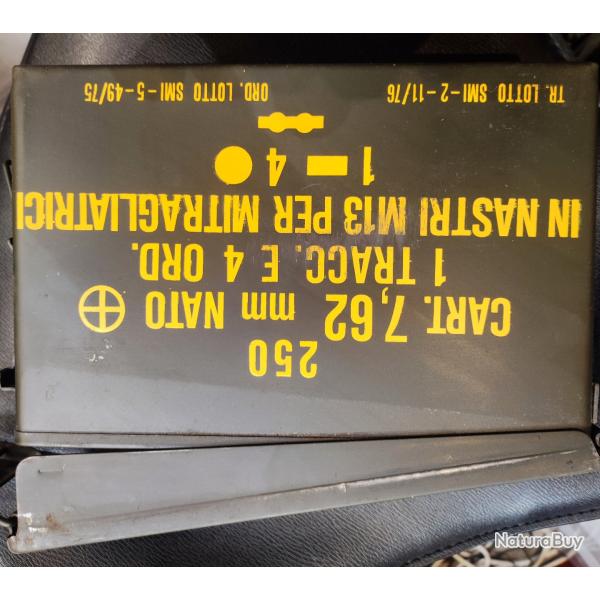 250
CART. 7,62 mm NATO
1 TRACC. E 4 ORD.
IN NASTRI M13 PER MITRAGLIATRICI
1 - 4
TR. LOTTO SMI-2-11/76 ORD. LOTTO SMI-5-49/75
NaturaBuy